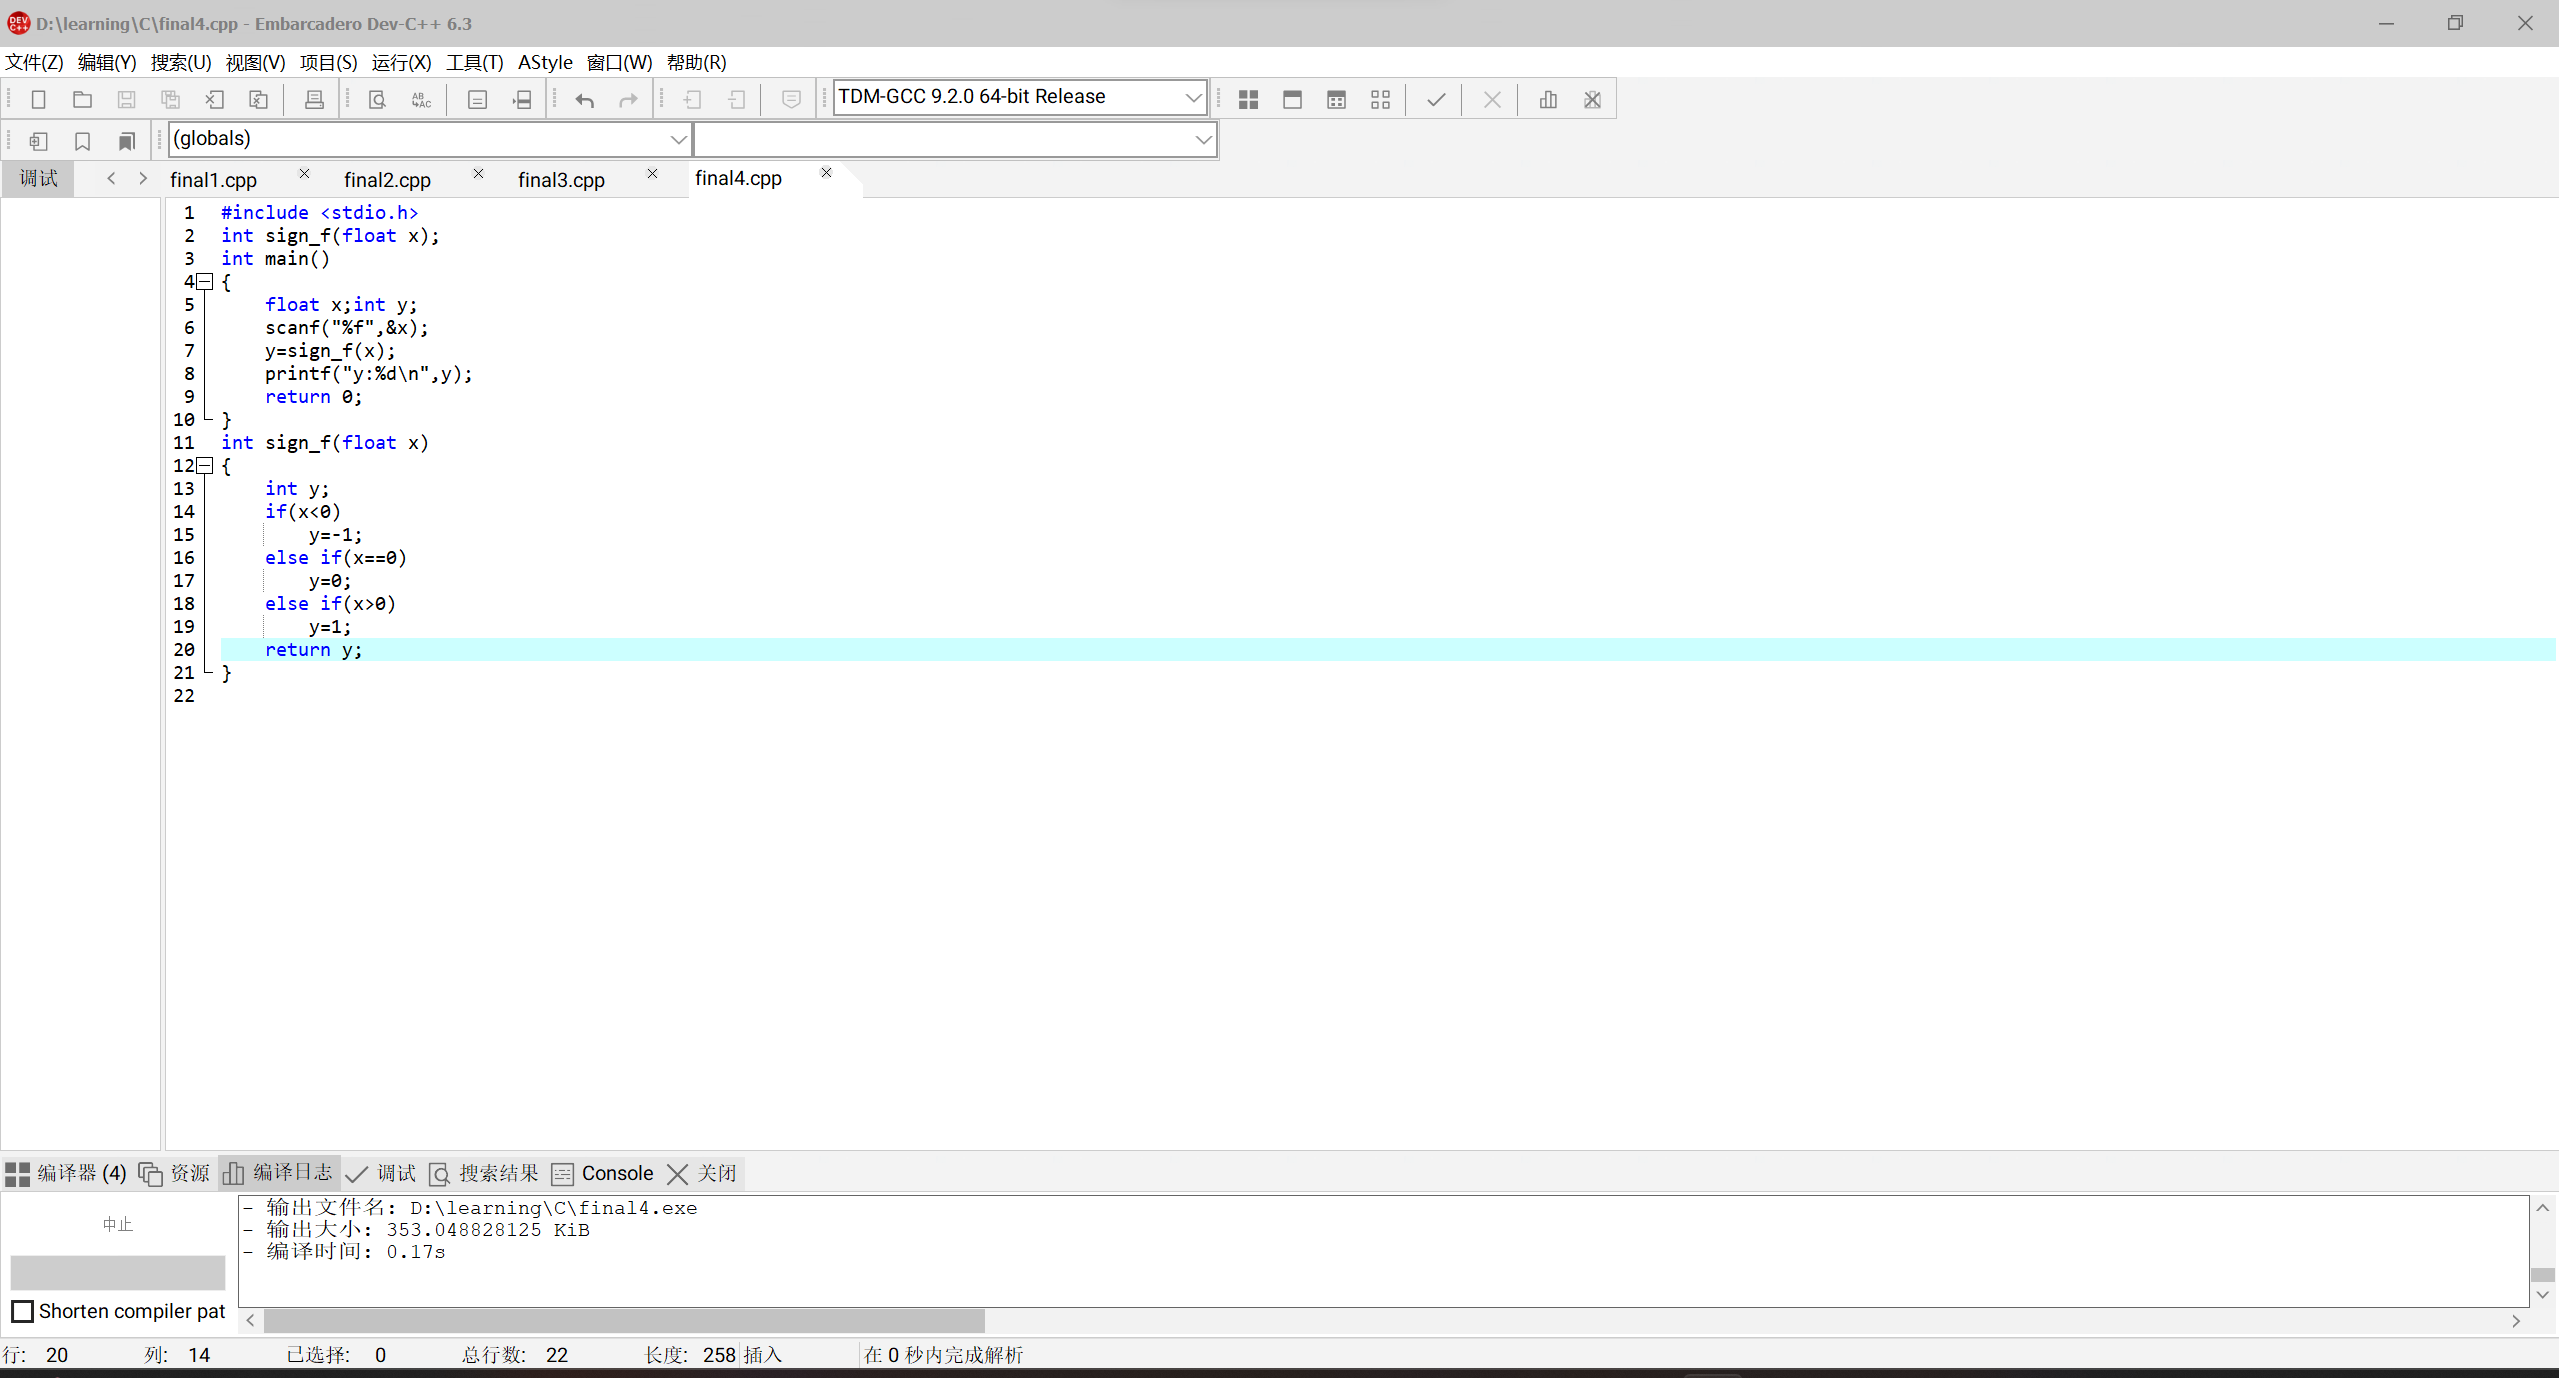 D:\learning\C\final4.cpp - Embarcadero Dev-C++ 6.3
文件(Z) 编辑(Y) 搜索(U) 视图(V) 项目(S) 运行(X) 工具(T) AStyle 窗口(W) 帮助(R)
TDM-GCC 9.2.0 64-bit Release
(globals)
调试 final1.cpp final2.cpp final3.cpp final4.cpp
1 #include <stdio.h>
2 int sign_f(float x);
3 int main()
4 {
5     float x;int y;
6     scanf("%f",&x);
7     y=sign_f(x);
8     printf("y:%d\n",y);
9     return 0;
10 }
11 int sign_f(float x)
12 {
13     int y;
14     if(x<0)
15         y=-1;
16     else if(x==0)
17         y=0;
18     else if(x>0)
19         y=1;
20     return y;
21 }
22
编译器 (4) 资源 编译日志 调试 搜索结果 Console 关闭
中止
- 输出文件名: D:\learning\C\final4.exe
- 输出大小: 353.048828125 KiB
- 编译时间: 0.17s
Shorten compiler pat
行: 20 列: 14 已选择: 0 总行数: 22 长度: 258 插入 在 0 秒内完成解析